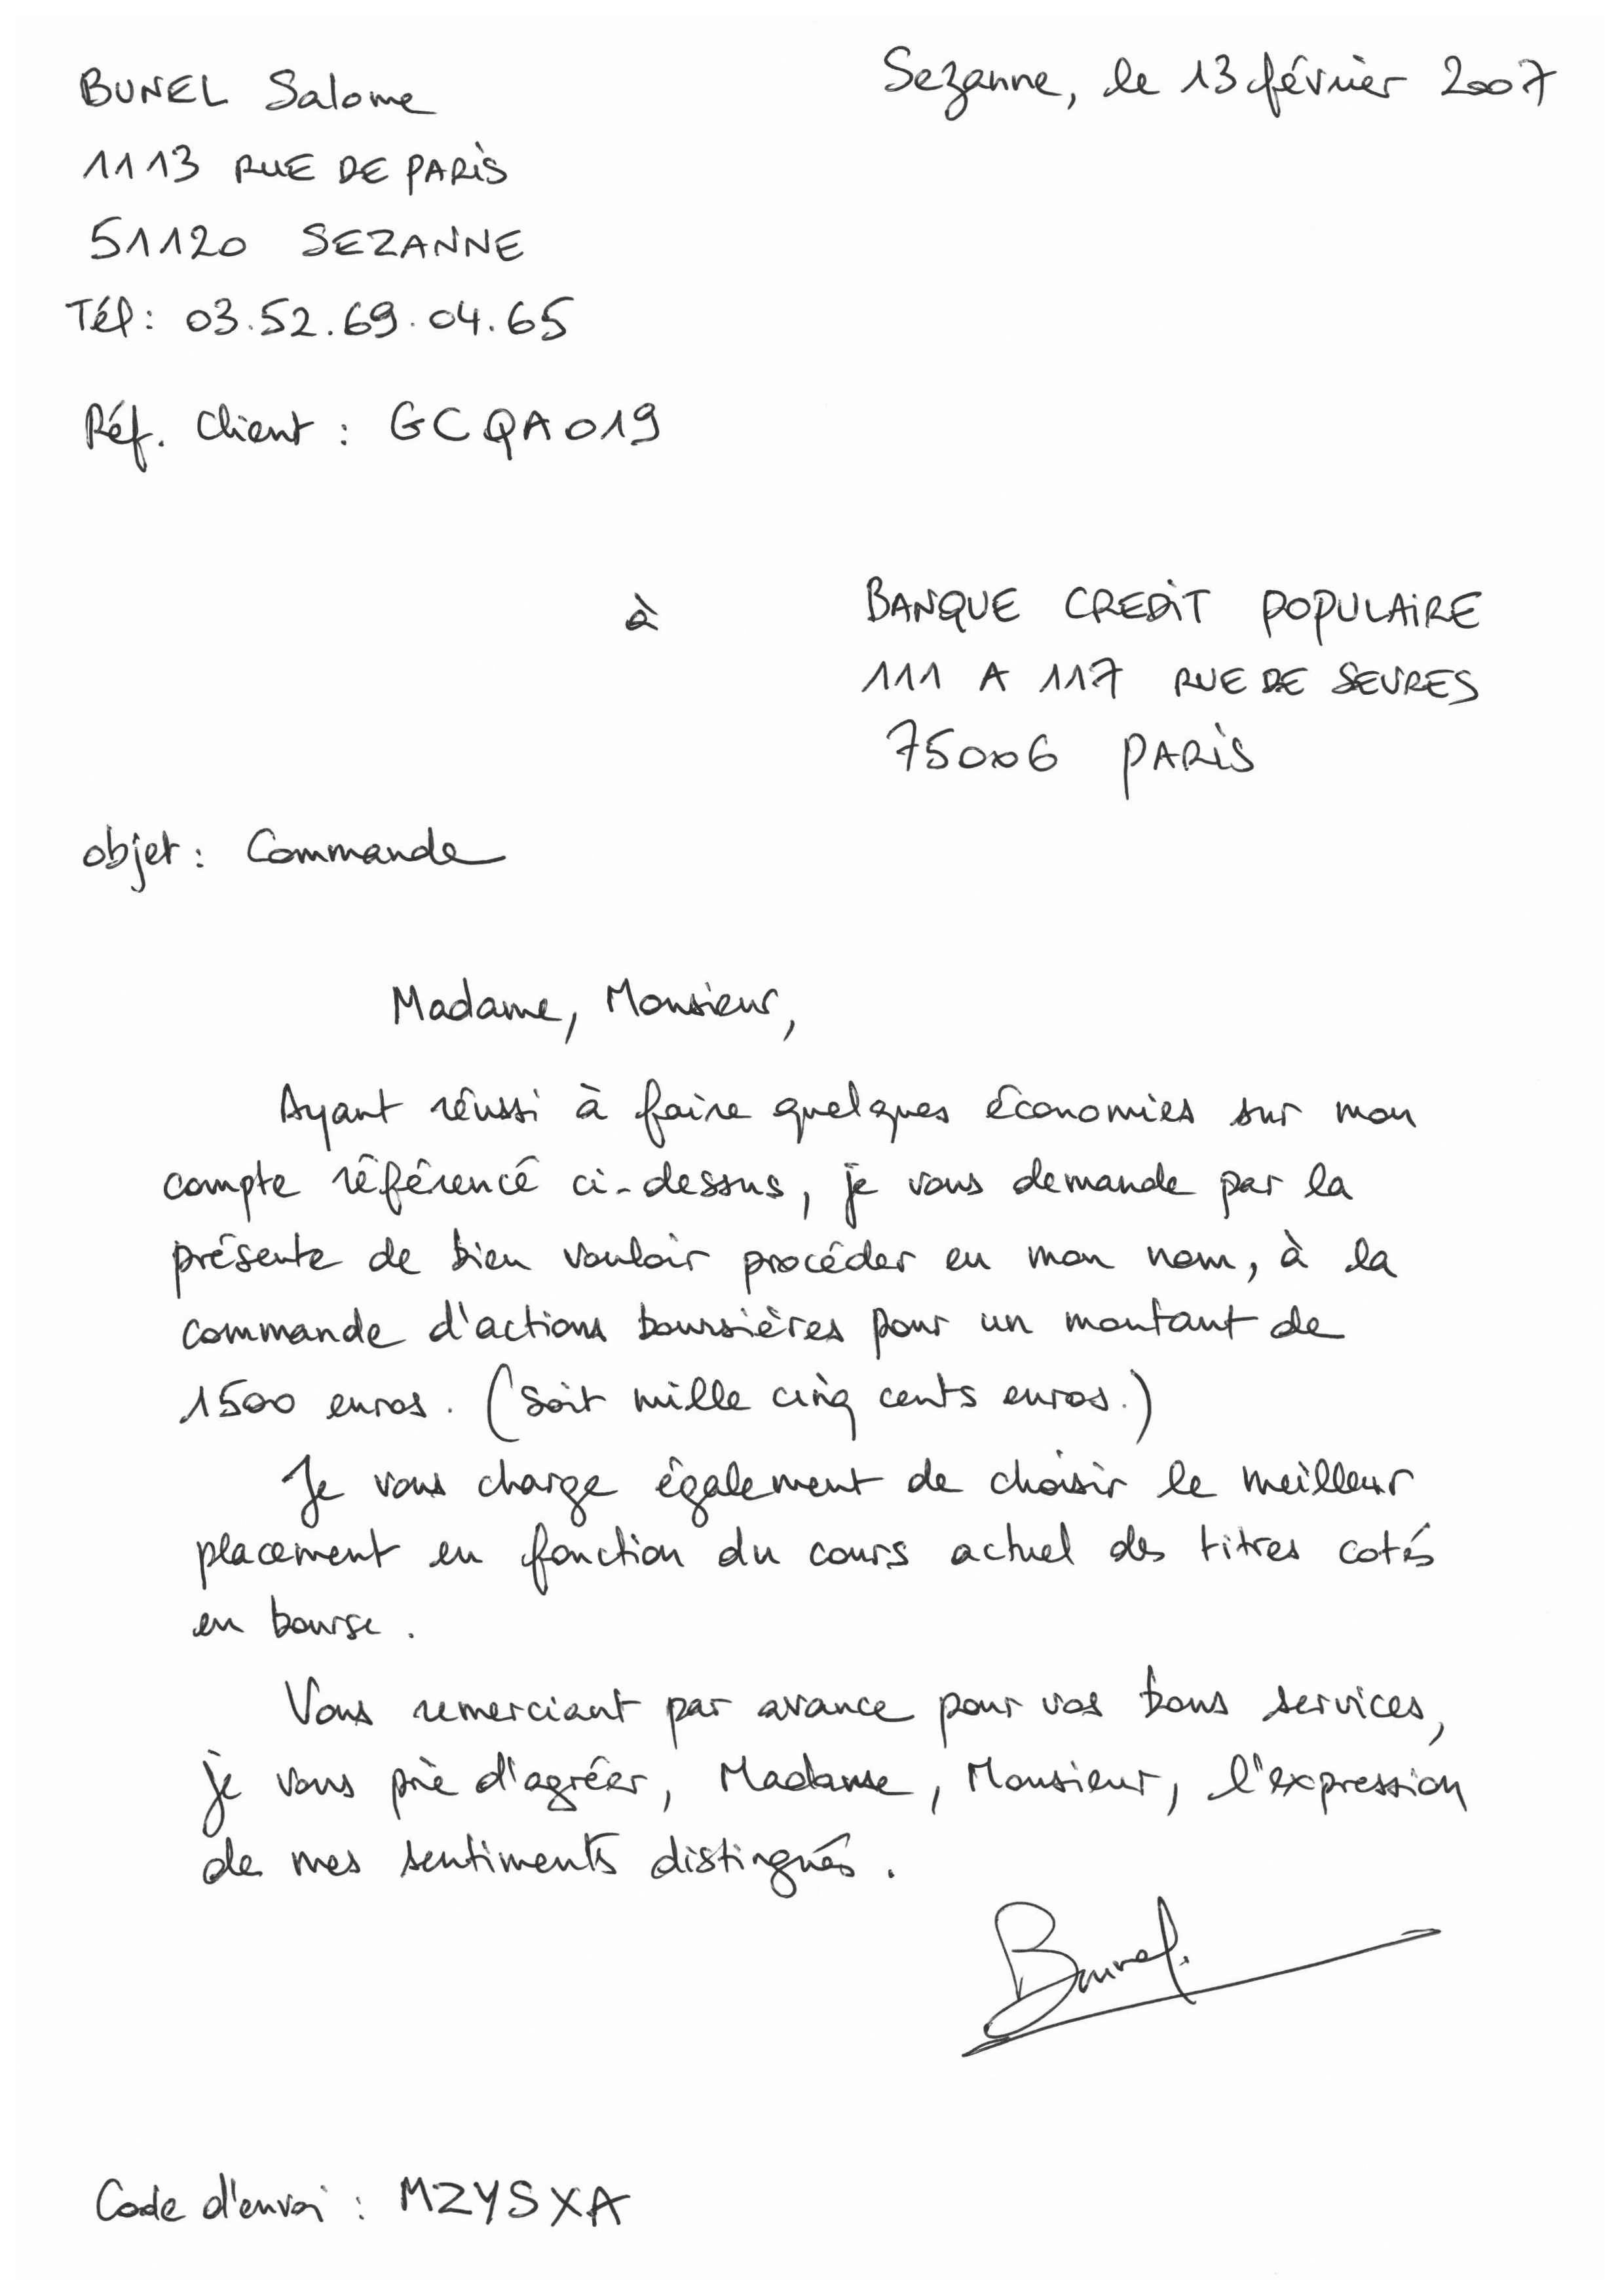 BUNEL Salome
Sezanne, le 13 février 2007
1113 RUE DE PARIS
51120 SEZANNE
Tél : 03.52.69.04.65
Réf. Client : GCQA019
à
BANQUE CREDIT POPULAIRE
111 A 117 RUE DE SEVRES
75006 PARIS
objet : Commande
Madame, Monsieur,
Ayant réussi à faire quelques économies sur mon
compte référencé ci-dessus, je vous demande par la
présente de bien vouloir procéder en mon nom, à la
commande d'actions boursières pour un montant de
1500 euros. (Soit mille cinq cents euros.)
Je vous charge également de choisir le meilleur
placement en fonction du cours actuel des titres cotés
en bourse.
Vous remerciant par avance pour vos bons services,
je vous prie d'agréer, Madame, Monsieur, l'expression
de mes sentiments distingués.
Bunel.
Code d'envoi : MZYSXA